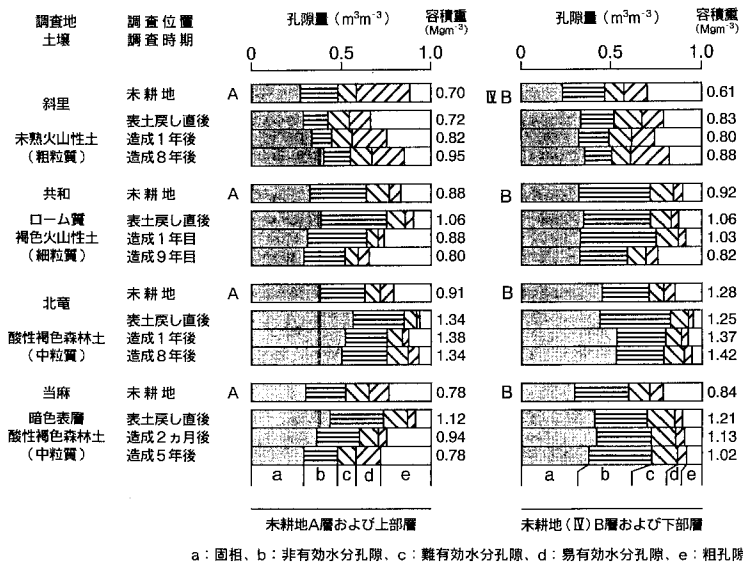 調査地 調査位置 孔隙量（m³m⁻³） 容積重 孔隙量（m³m⁻³） 容積重
土壌 調査時期 (Mgm⁻³) (Mgm⁻³)
0 0.5 1.0 0 0.5 1.0
斜里 未耕地 A 0.70 ⅣB 0.61
表土戻し直後 0.72 0.83
未熟火山性土 造成1年後 0.82 0.80
（粗粒質） 造成8年後 0.95 0.88
共和 未耕地 A 0.88 B 0.92
ローム質 表土戻し直後 1.06 1.06
褐色火山性土 造成1年目 0.88 1.03
（細粒質） 造成9年目 0.80 0.82
北竜 未耕地 A 0.91 B 1.28
表土戻し直後 1.34 1.25
酸性褐色森林土 造成1年後 1.38 1.37
（中粒質） 造成8年後 1.34 1.42
当麻 未耕地 A 0.78 B 0.84
暗色表層 表土戻し直後 1.12 1.21
酸性褐色森林土 造成2ヵ月後 0.94 1.13
（中粒質） 造成5年後 0.78 1.02
a b c d e a b c d e
未耕地A層および上部層 未耕地(Ⅳ)B層および下部層
a：固相、b：非有効水分孔隙、c：難有効水分孔隙、d：易有効水分孔隙、e：粗孔隙